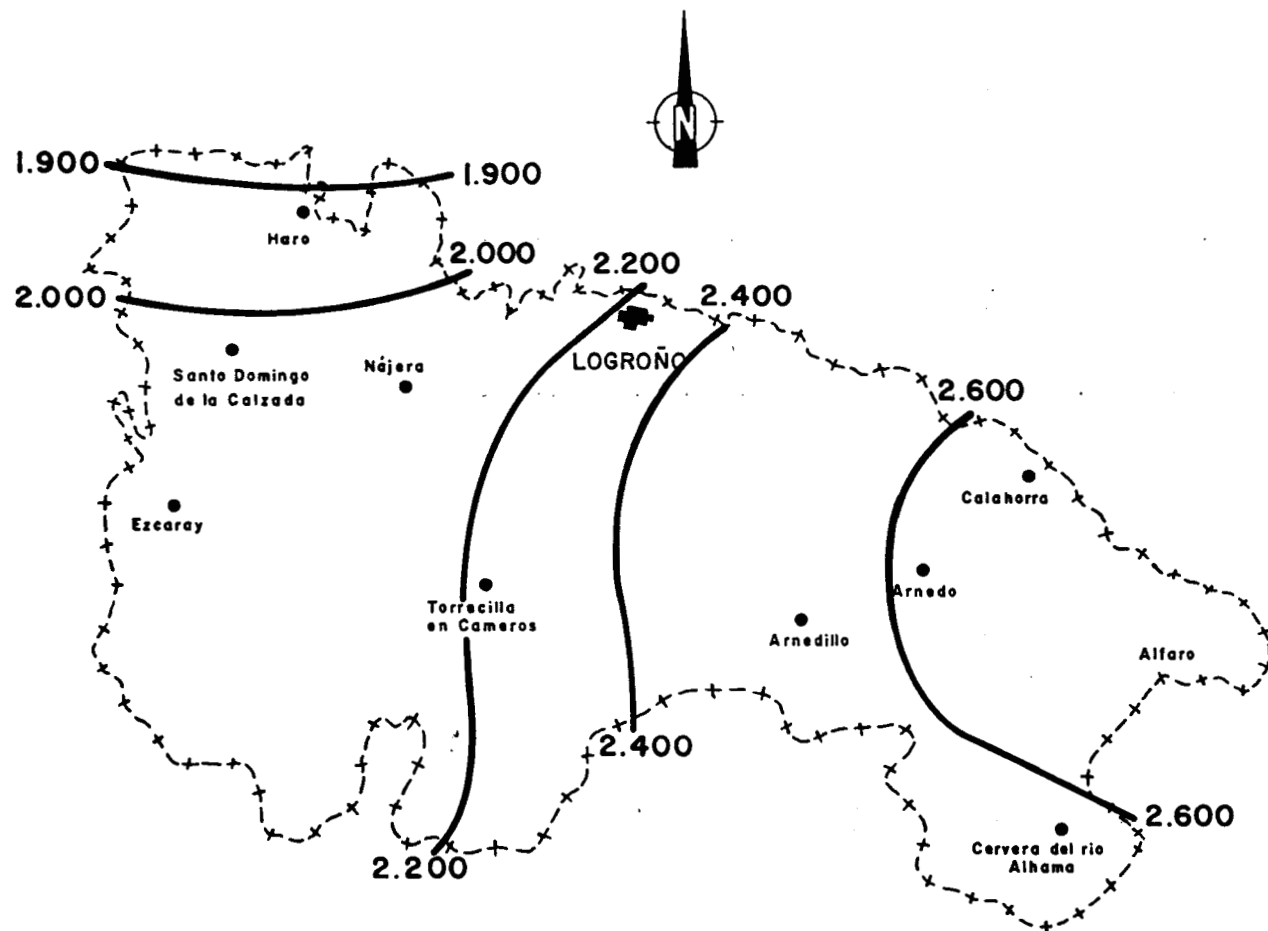 N
1.900
1.900
Haro
2.000
2.000
2.200
2.400
LOGROÑO
Santo Domingo
de la Calzada
Nájera
2.600
Calahorra
Ezcaray
Arnedo
Torrecilla
en Cameros
Arnedillo
Alfaro
2.400
2.600
Cervera del rio
Alhama
2.200